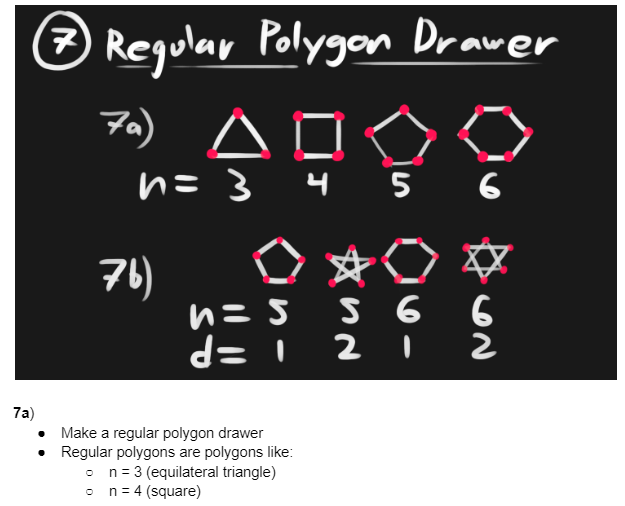 7 Regular Polygon Drawer
7a)
n= 3 4 5 6
7b)
n= 5 5 6 6
d= 1 2 1 2
7a)
● Make a regular polygon drawer
● Regular polygons are polygons like:
○ n = 3 (equilateral triangle)
○ n = 4 (square)